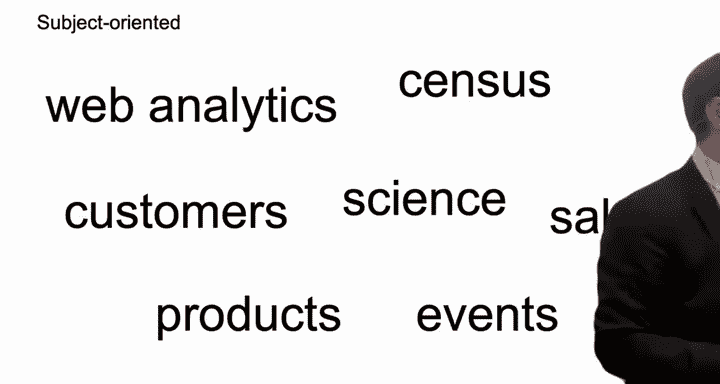 Subject-oriented
web analytics
census
customers
science
products
events